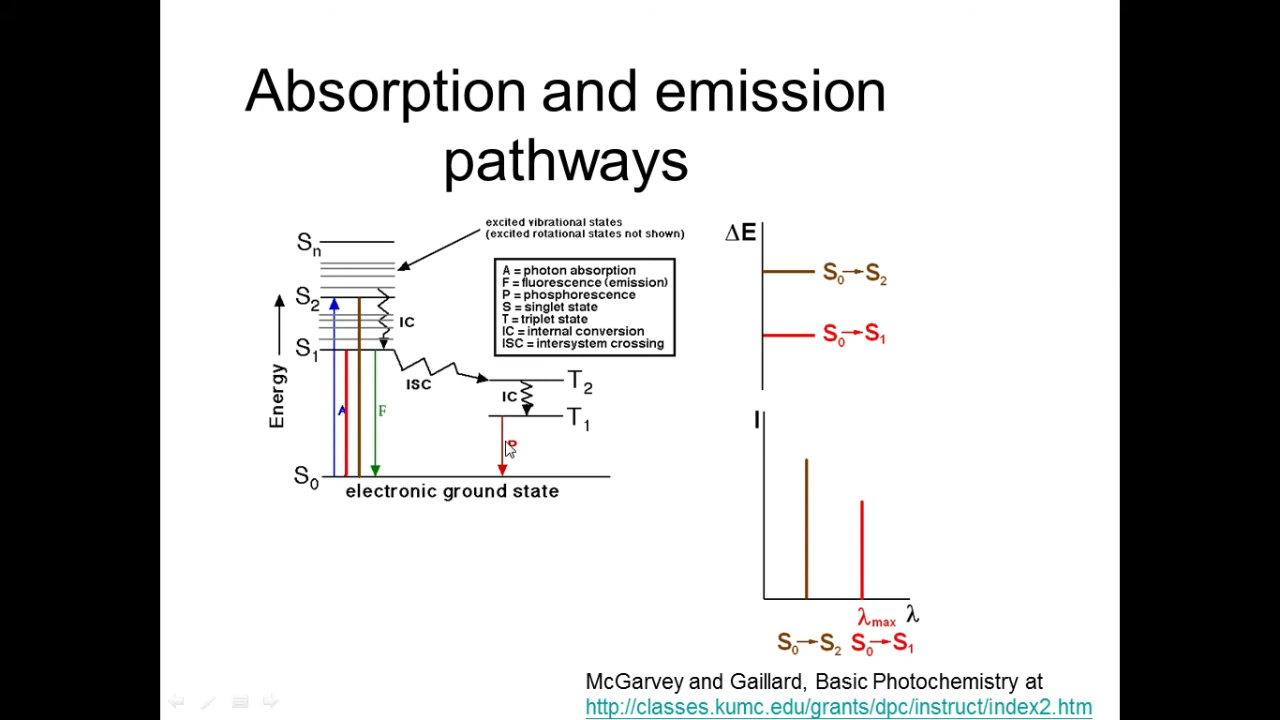 Absorption and emission
pathways
excited vibrational states
(excited rotational states not shown)
Sn
S2
S1
S0
Energy
A = photon absorption
F = fluorescence (emission)
P = phosphorescence
S = singlet state
T = triplet state
IC = internal conversion
ISC = intersystem crossing
IC
ISC
T2
IC
T1
A
F
P
electronic ground state
ΔE
S0→S2
S0→S1
I
λmax λ
S0→S2 S0→S1
McGarvey and Gaillard, Basic Photochemistry at
http://classes.kumc.edu/grants/dpc/instruct/index2.htm